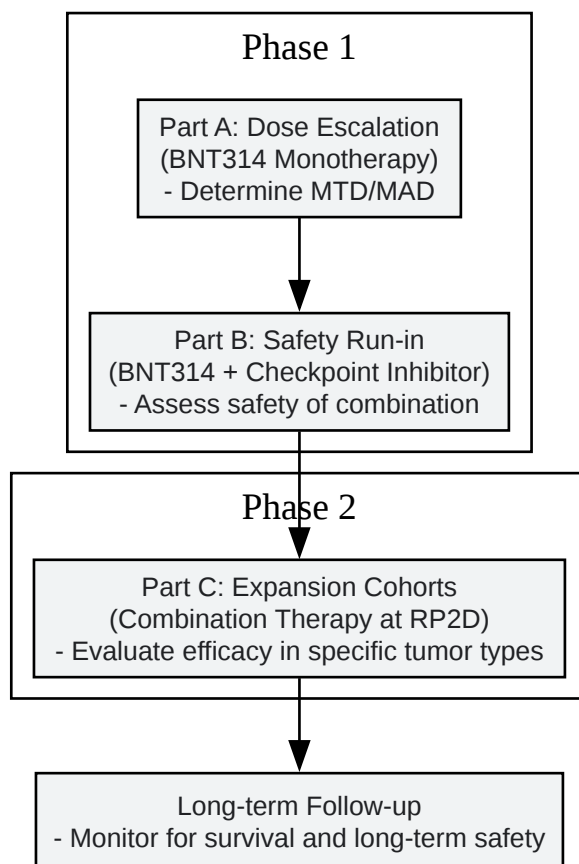 Phase 1
Part A: Dose Escalation
(BNT314 Monotherapy)
- Determine MTD/MAD
Part B: Safety Run-in
(BNT314 + Checkpoint Inhibitor)
- Assess safety of combination
Phase 2
Part C: Expansion Cohorts
(Combination Therapy at RP2D)
- Evaluate efficacy in specific tumor types
Long-term Follow-up
- Monitor for survival and long-term safety